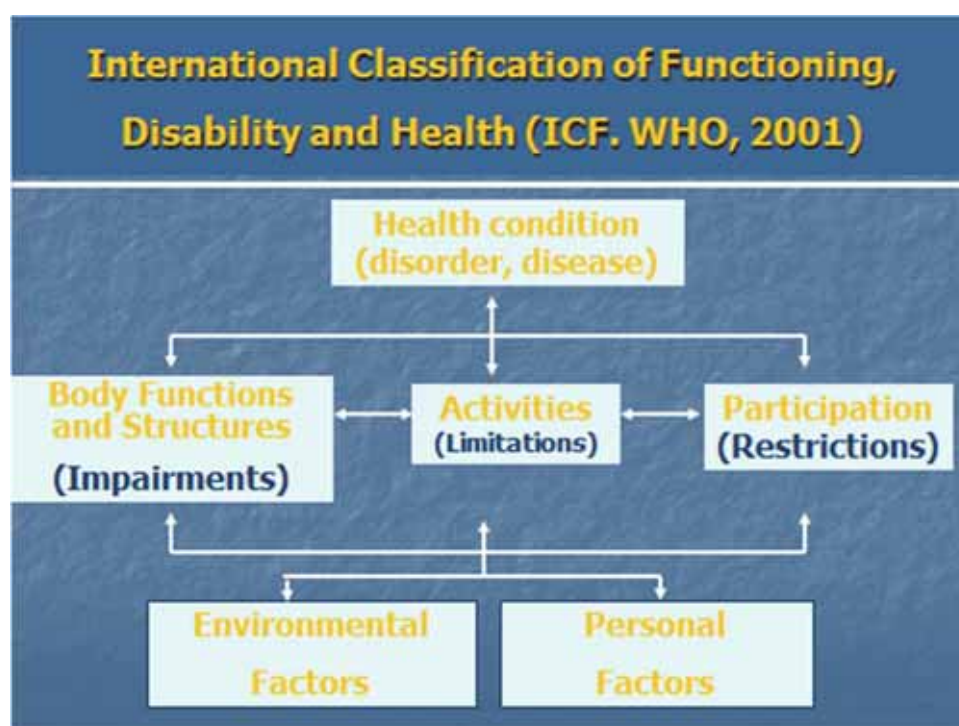 International Classification of Functioning,
Disability and Health (ICF. WHO, 2001)
Health condition
(disorder, disease)
Body Functions
and Structures
(Impairments)
Activities
(Limitations)
Participation
(Restrictions)
Environmental
Factors
Personal
Factors